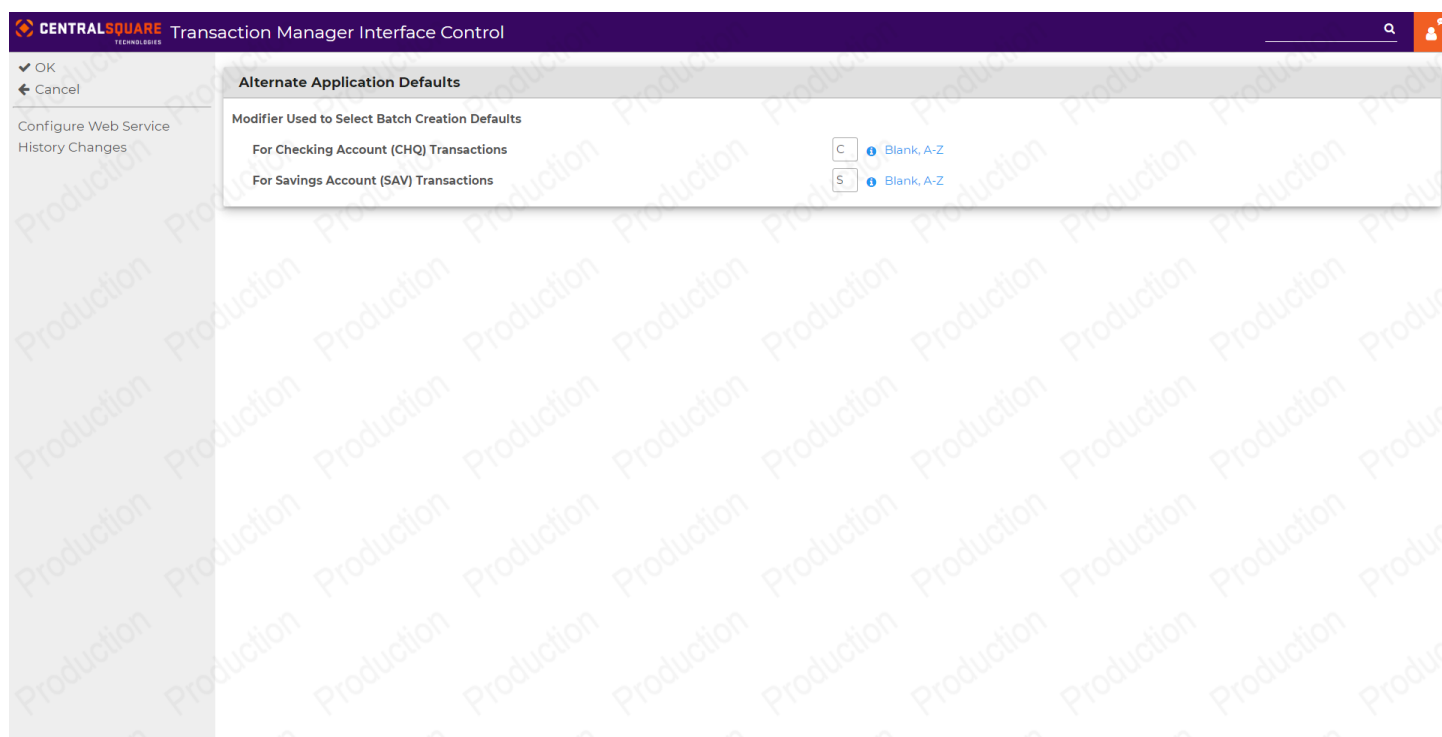 CENTRALSQUARE TECHNOLOGIES Transaction Manager Interface Control
OK
Cancel
Configure Web Service
History Changes
Alternate Application Defaults
Modifier Used to Select Batch Creation Defaults
For Checking Account (CHQ) Transactions C Blank, A-Z
For Savings Account (SAV) Transactions S Blank, A-Z
Production